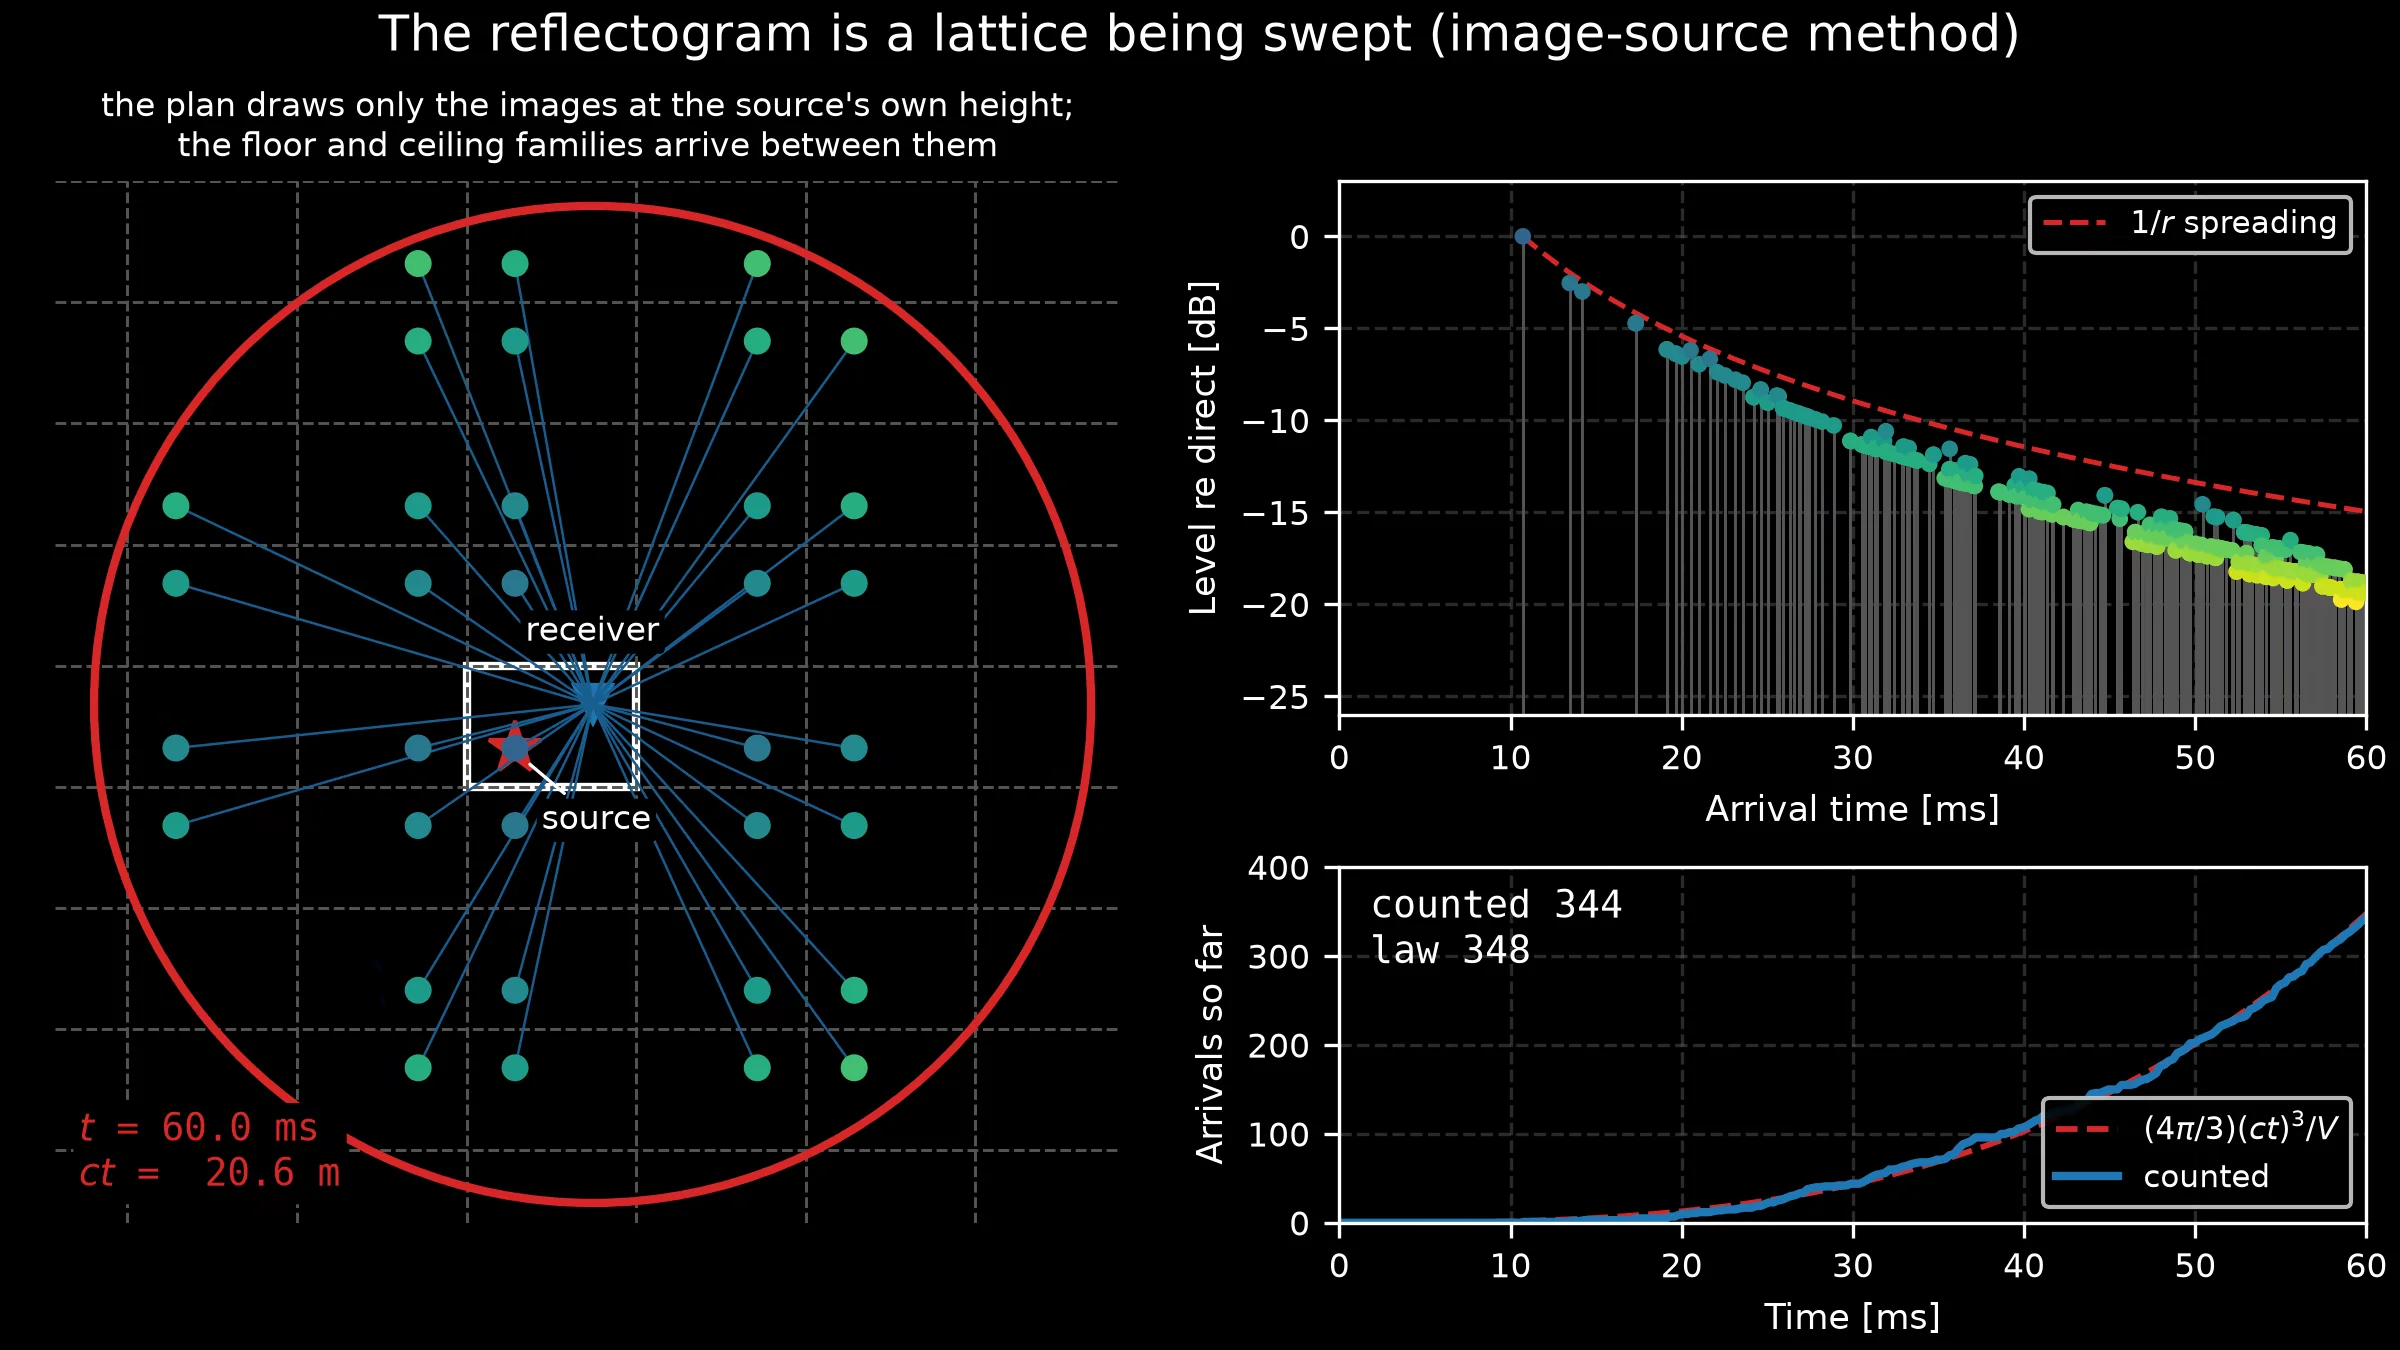 The reflectogram is a lattice being swept (image-source method)
the plan draws only the images at the source's own height;
the floor and ceiling families arrive between them
receiver
source
t = 60.0 ms
ct = 20.6 m
Level re direct [dB]
0
−5
−10
−15
−20
−25
1/r spreading
0 10 20 30 40 50 60
Arrival time [ms]
Arrivals so far
400
300
200
100
0
counted 344
law 348
(4π/3)(ct)³/V
counted
0 10 20 30 40 50 60
Time [ms]